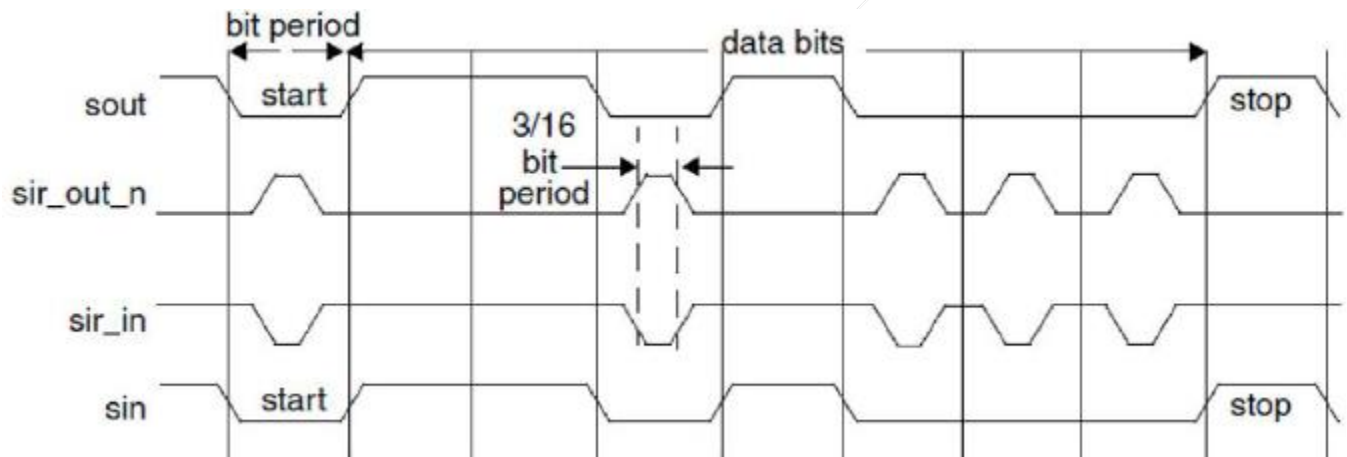 bit period
data bits
sout
start
stop
3/16
bit
period
sir_out_n
sir_in
sin
start
stop